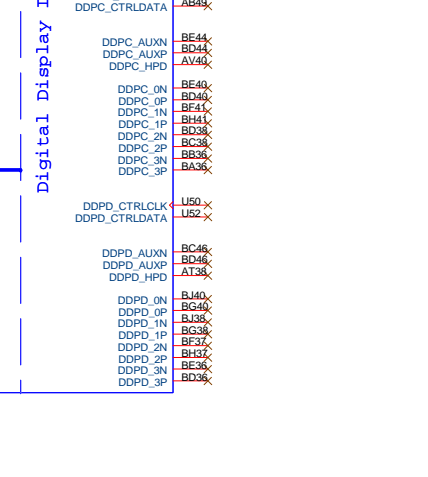 DDPC_CTRLDATA AB49
DDPC_AUXN BE44
DDPC_AUXP BD44
DDPC_HPD AV40
DDPC_0N BE40
DDPC_0P BD40
DDPC_1N BF41
DDPC_1P BH41
DDPC_2N BD38
DDPC_2P BC38
DDPC_3N BB36
DDPC_3P BA36
Digital Display I
DDPD_CTRLCLK U50
DDPD_CTRLDATA U52
DDPD_AUXN BC46
DDPD_AUXP BD46
DDPD_HPD AT38
DDPD_0N BJ40
DDPD_0P BG40
DDPD_1N BJ38
DDPD_1P BG38
DDPD_2N BF37
DDPD_2P BH37
DDPD_3N BE36
DDPD_3P BD36